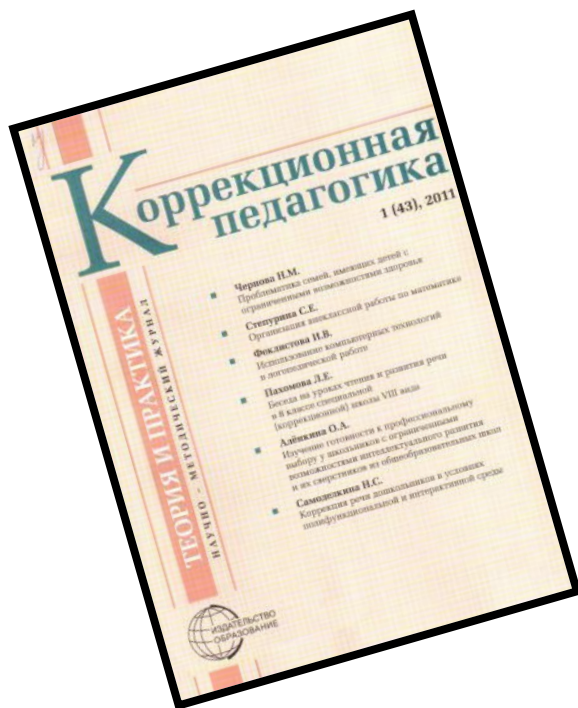 Коррекционная
педагогика
1 (43), 2011
ТЕОРИЯ И ПРАКТИКА
НАУЧНО – МЕТОДИЧЕСКИЙ ЖУРНАЛ
Чернова Н.М.
Проблематика семей, имеющих детей с
ограниченными возможностями здоровья
Степурина С.Е.
Организация внеклассной работы по математике
Феклистова И.В.
Использование компьютерных технологий
в логопедической работе
Пахомова Л.Е.
Беседа на уроках чтения и развития речи
в 8 классе специальной
(коррекционной) школы VIII вида
Алёнкина О.А.
Изучение готовности к профессиональному
выбору у школьников с ограниченными
возможностями интеллектуального развития
и их сверстников из общеобразовательных школ
Самоделкина Н.С.
Коррекция речи дошкольников в условиях
полифункциональной и интерактивной среды
ИЗДАТЕЛЬСТВО
ОБРАЗОВАНИЕ